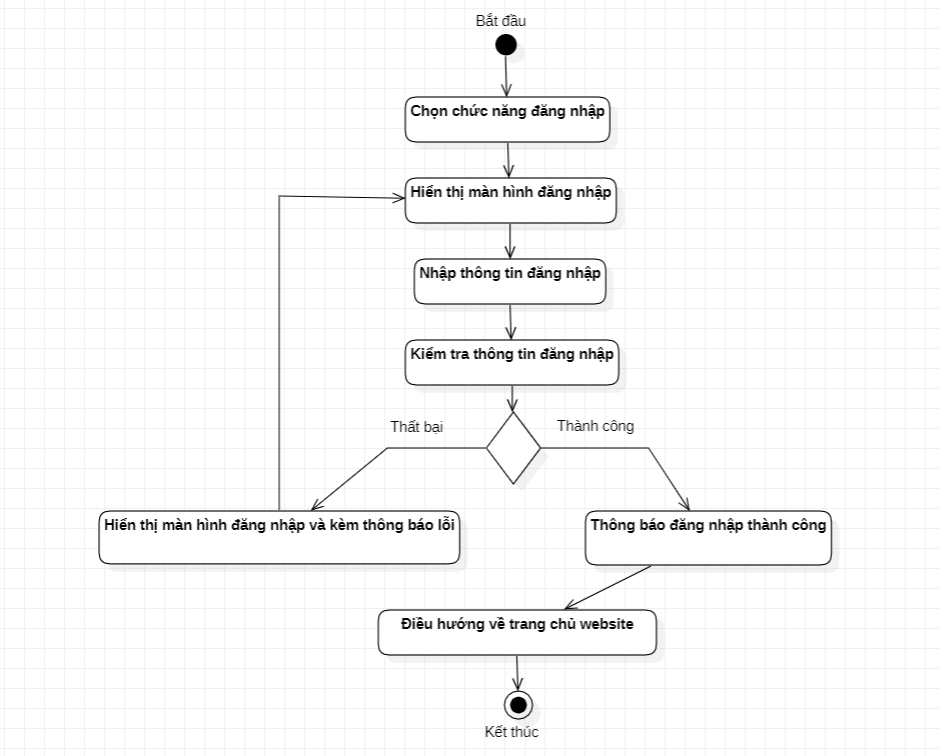 Bắt đầu
Chọn chức năng đăng nhập
Hiển thị màn hình đăng nhập
Nhập thông tin đăng nhập
Kiểm tra thông tin đăng nhập
Thất bại
Thành công
Hiển thị màn hình đăng nhập và kèm thông báo lỗi
Thông báo đăng nhập thành công
Điều hướng về trang chủ website
Kết thúc